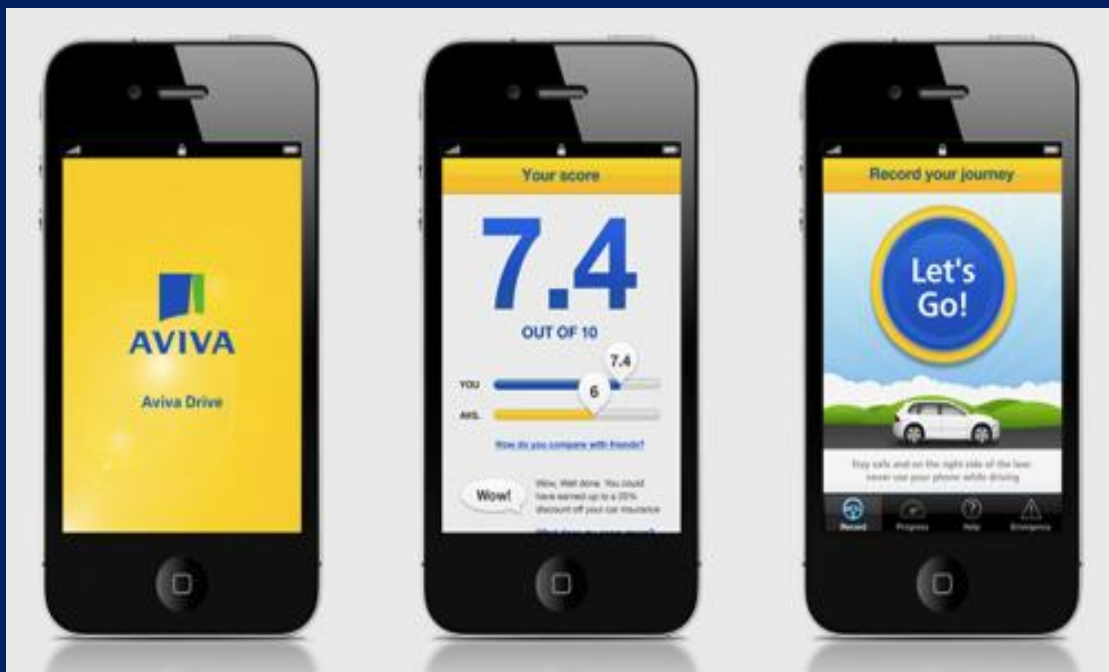 AVIVA
Aviva Drive
Your score
7.4
OUT OF 10
7.4
YOU
6
AVG.
How do you compare with friends?
Wow!
Wow, Well done. You could
have earned up to a 20%
discount off your car insurance
Record your journey
Let's
Go!
Stay safe and on the right side of the law:
never use your phone while driving
Record
Progress
Help
Emergency